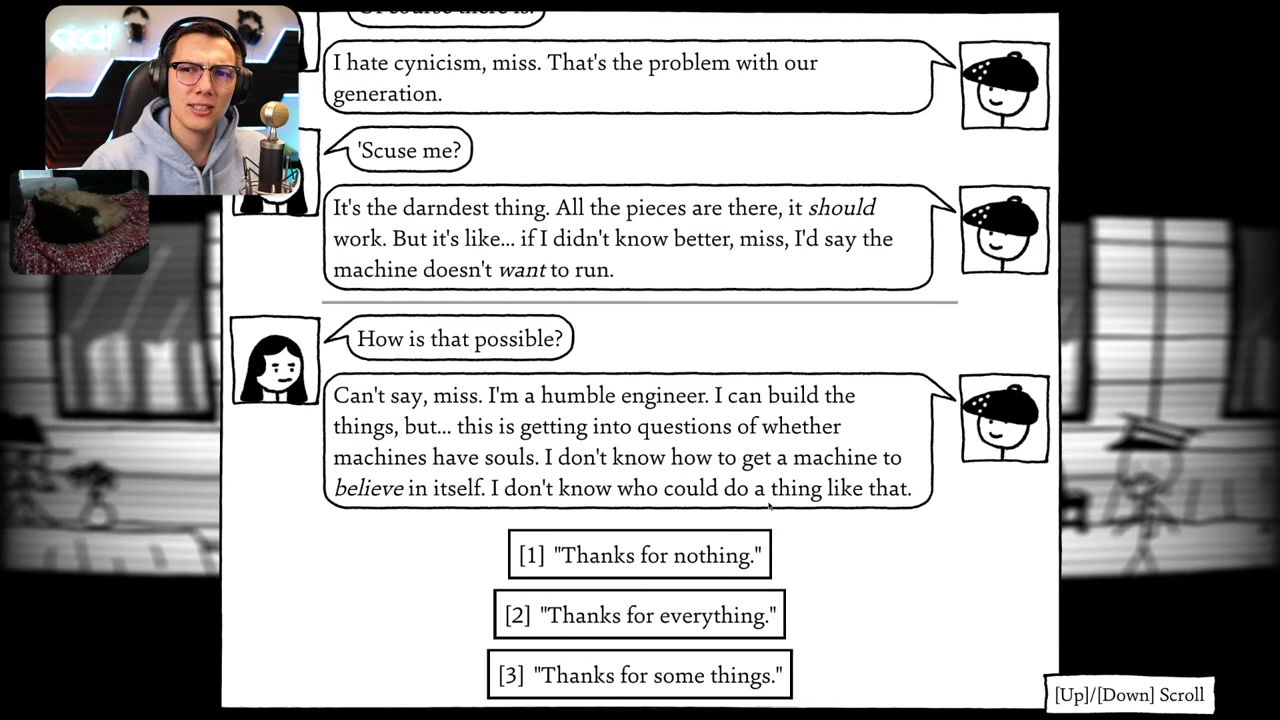 Of course there is.
I hate cynicism, miss. That's the problem with our
generation.
'Scuse me?
It's the darndest thing. All the pieces are there, it should
work. But it's like... if I didn't know better, miss, I'd say the
machine doesn't want to run.
How is that possible?
Can't say, miss. I'm a humble engineer. I can build the
things, but... this is getting into questions of whether
machines have souls. I don't know how to get a machine to
believe in itself. I don't know who could do a thing like that.
[1] "Thanks for nothing."
[2] "Thanks for everything."
[3] "Thanks for some things."
[Up]/[Down] Scroll